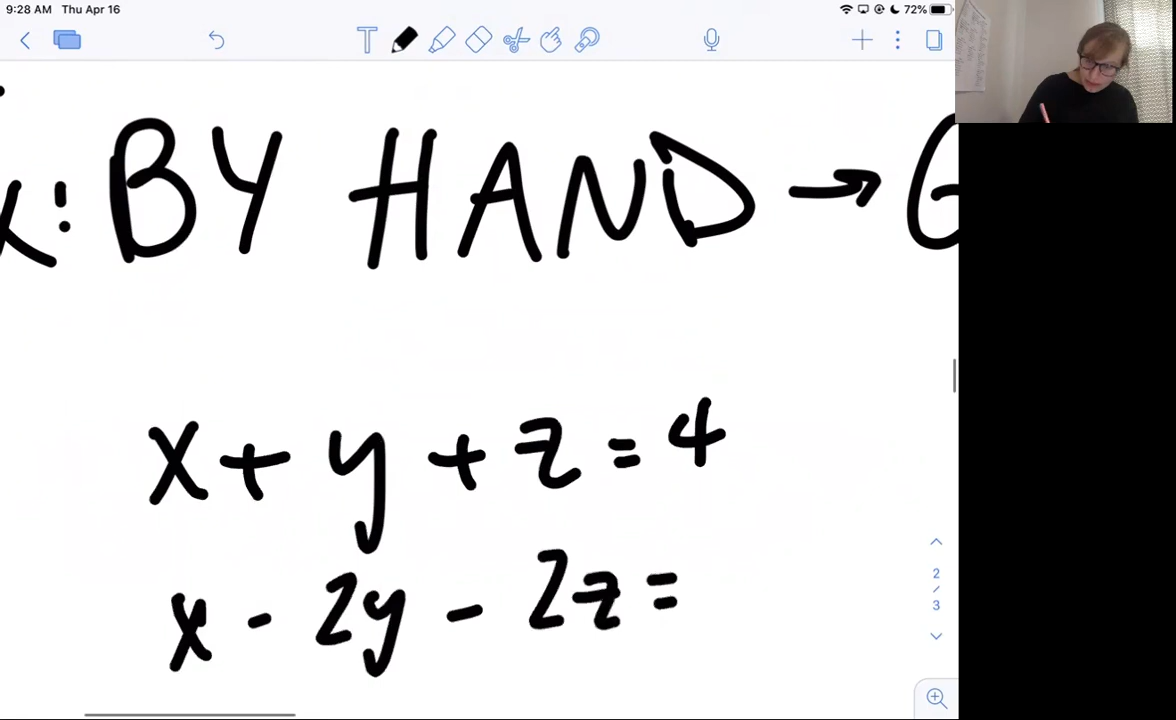 9:28 AM Thu Apr 16
72%
T
x: BY HAND → G
x + y + z = 4
x - 2y - 2z =
2
/
3